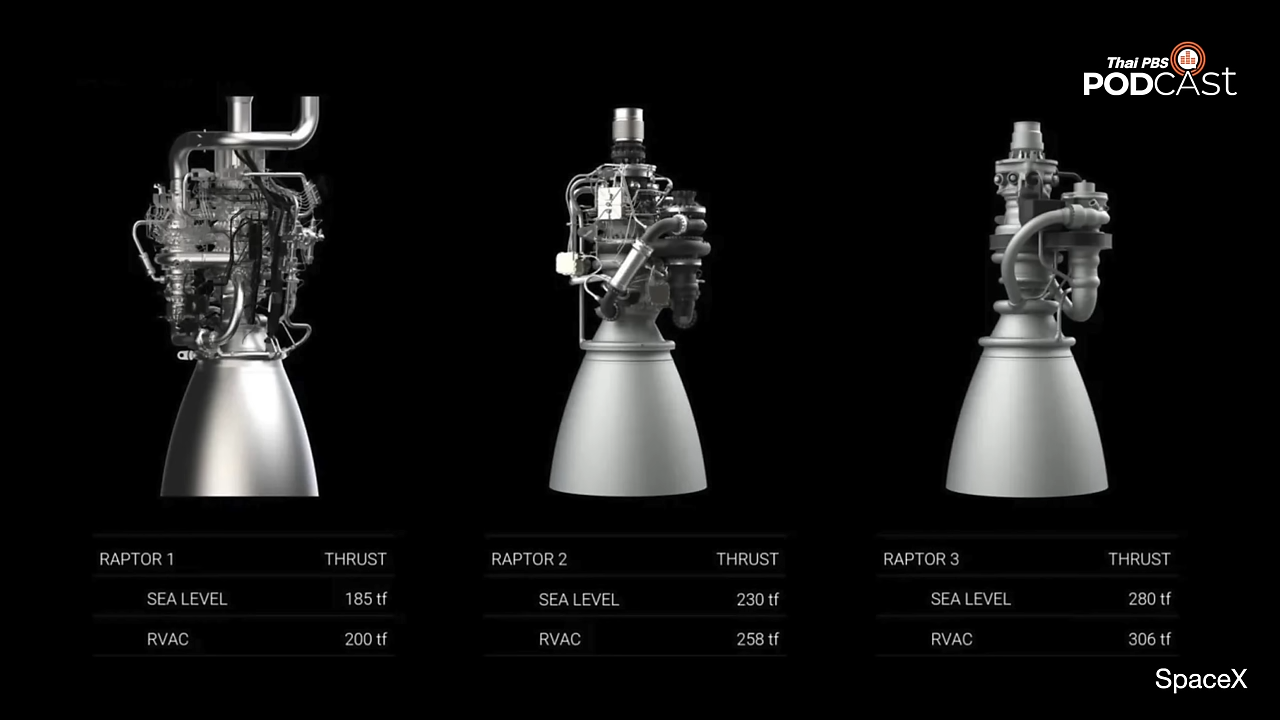 Thai PBS
PODCAST
RAPTOR 1 THRUST
SEA LEVEL 185 tf
RVAC 200 tf
RAPTOR 2 THRUST
SEA LEVEL 230 tf
RVAC 258 tf
RAPTOR 3 THRUST
SEA LEVEL 280 tf
RVAC 306 tf
SpaceX